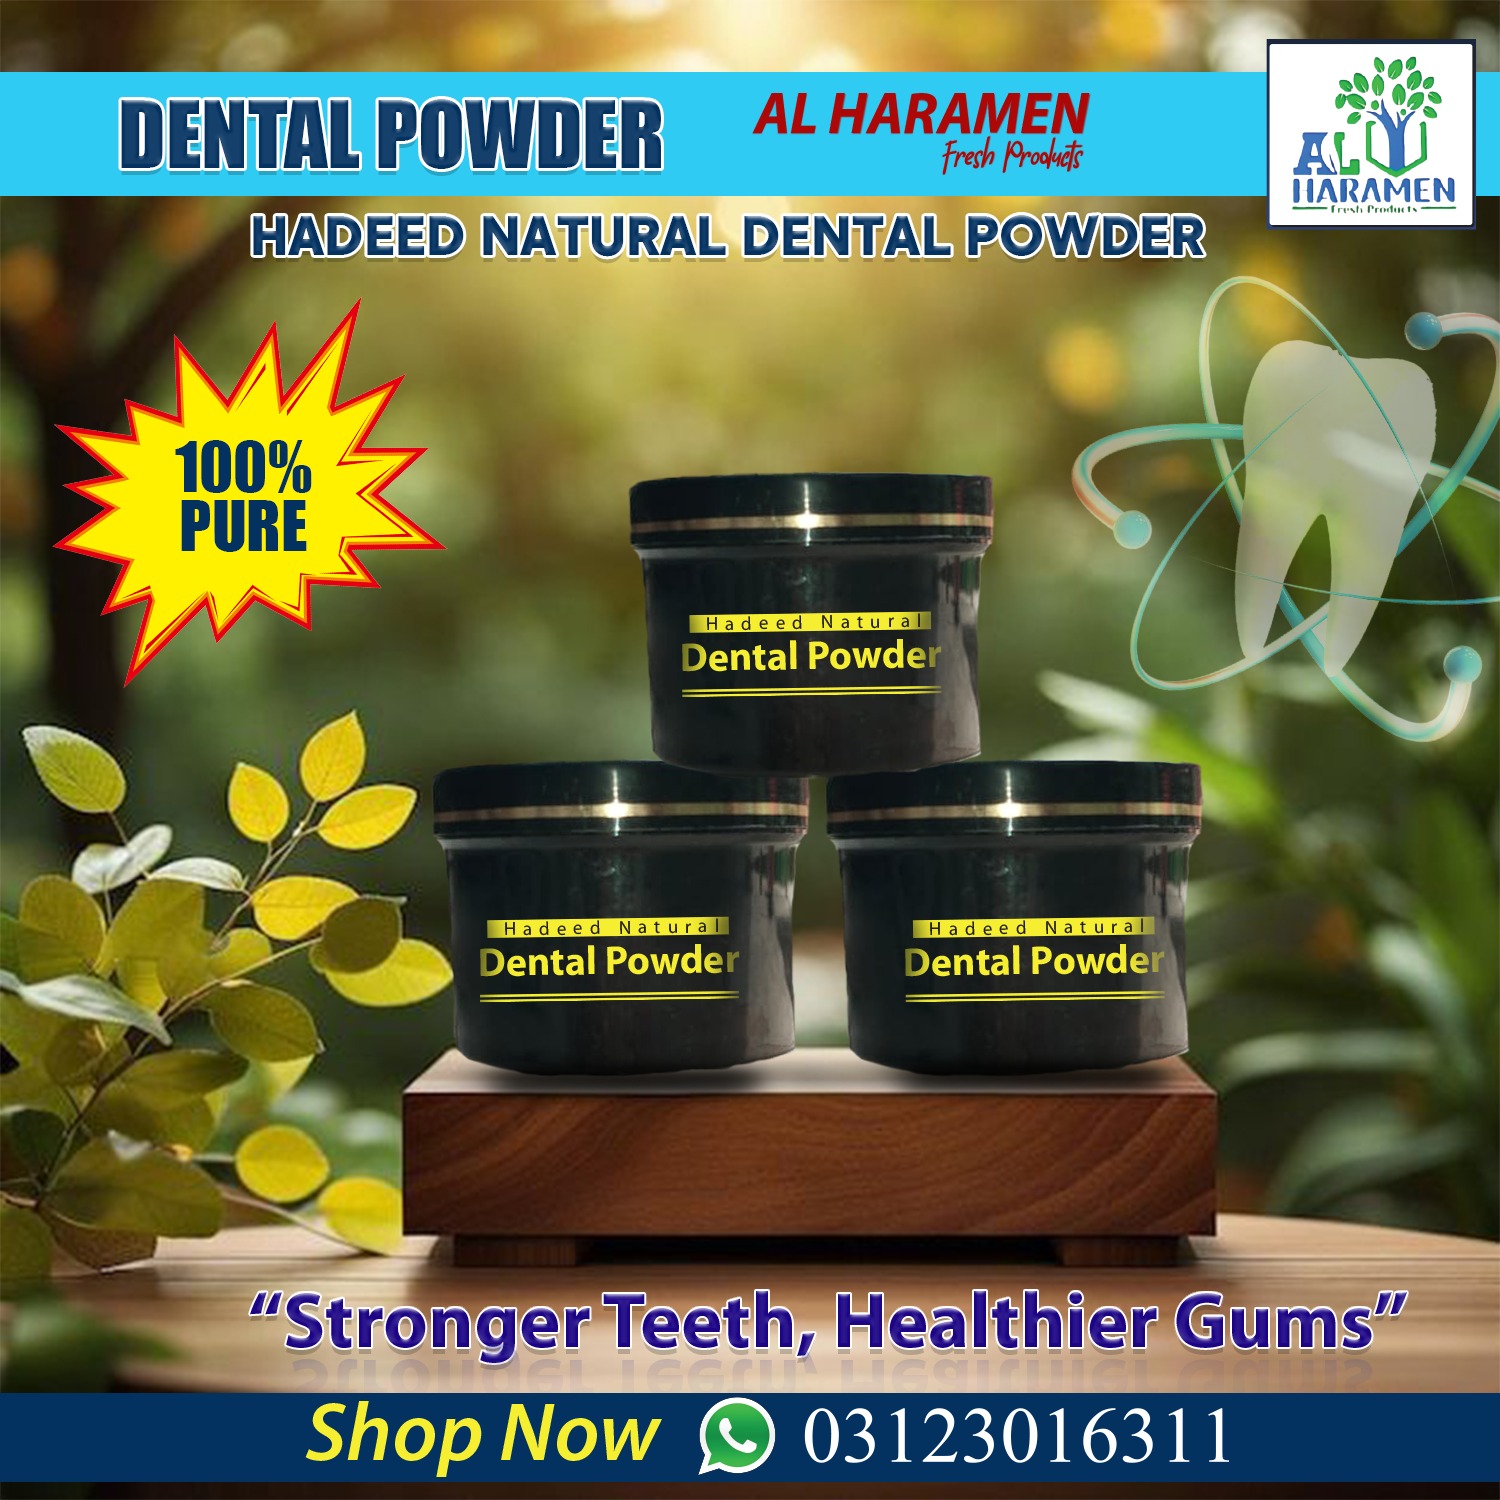 DENTAL POWDER
AL HARAMEN
Fresh Products
AL
HARAMEN
Fresh Products
HADEED NATURAL DENTAL POWDER
100%
PURE
Hadeed Natural
Dental Powder
Hadeed Natural
Dental Powder
Hadeed Natural
Dental Powder
“Stronger Teeth, Healthier Gums”
Shop Now 03123016311